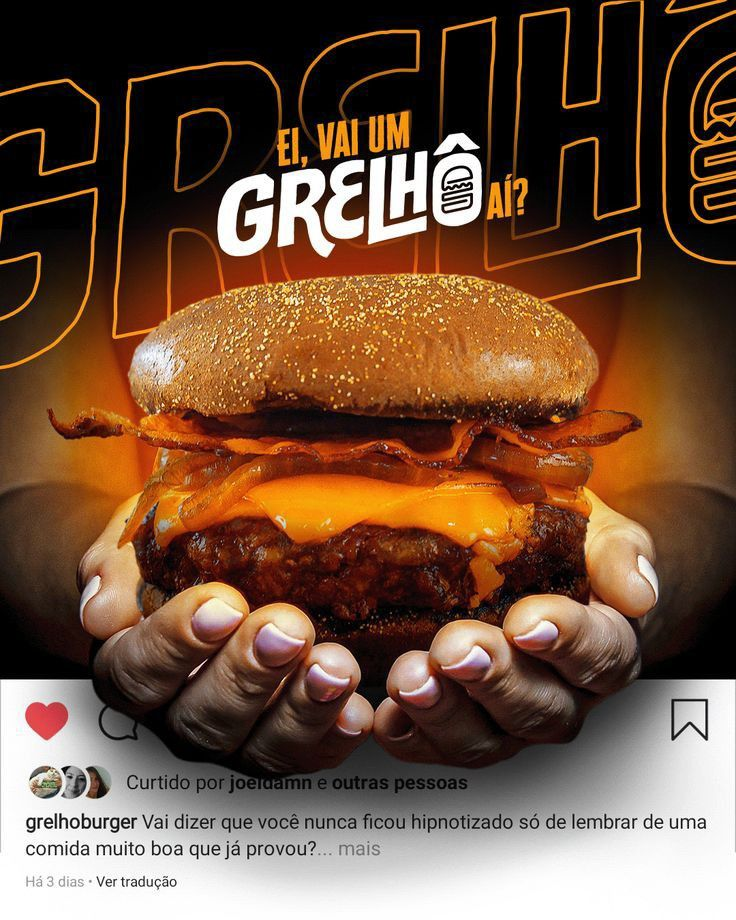 GRELHÔ
EI, VAI UM
GRELHÔ AÍ?
Curtido por joeldamn e outras pessoas
grelhoburger Vai dizer que você nunca ficou hipnotizado só de lembrar de uma
comida muito boa que já provou?... mais
Há 3 dias • Ver tradução